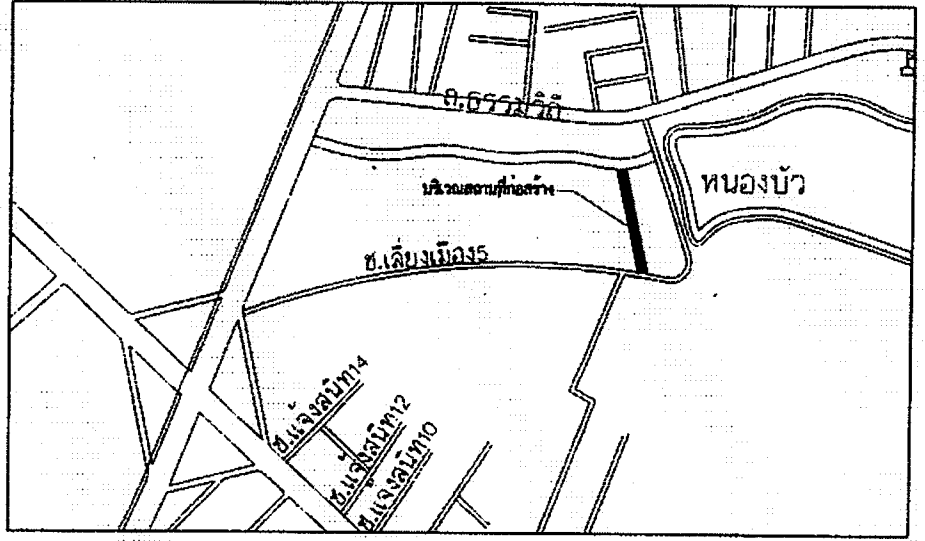 ถ.ธรรมวิถี
บริเวณสถานที่ก่อสร้าง
หนองบัว
ซ.เลี่ยงเมือง5
ซ.แจ้งสนิท14
ซ.แจ้งสนิท12
ซ.แจงสนิท10